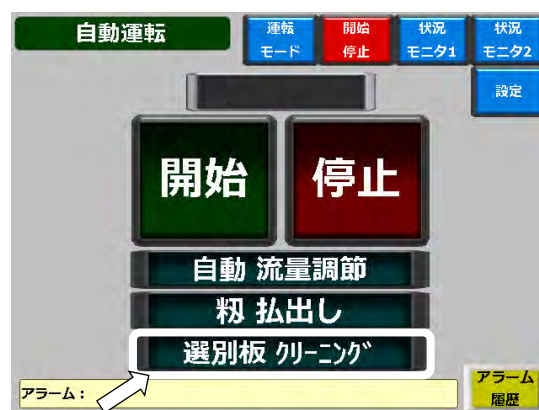 自動運転
運転
モード
開始
停止
状況
モニタ1
状況
モニタ2
設定
開始
停止
自動 流量調節
籾 払出し
選別板 ｸﾘｰﾆﾝｸﾞ
アラーム：
アラーム
履歴